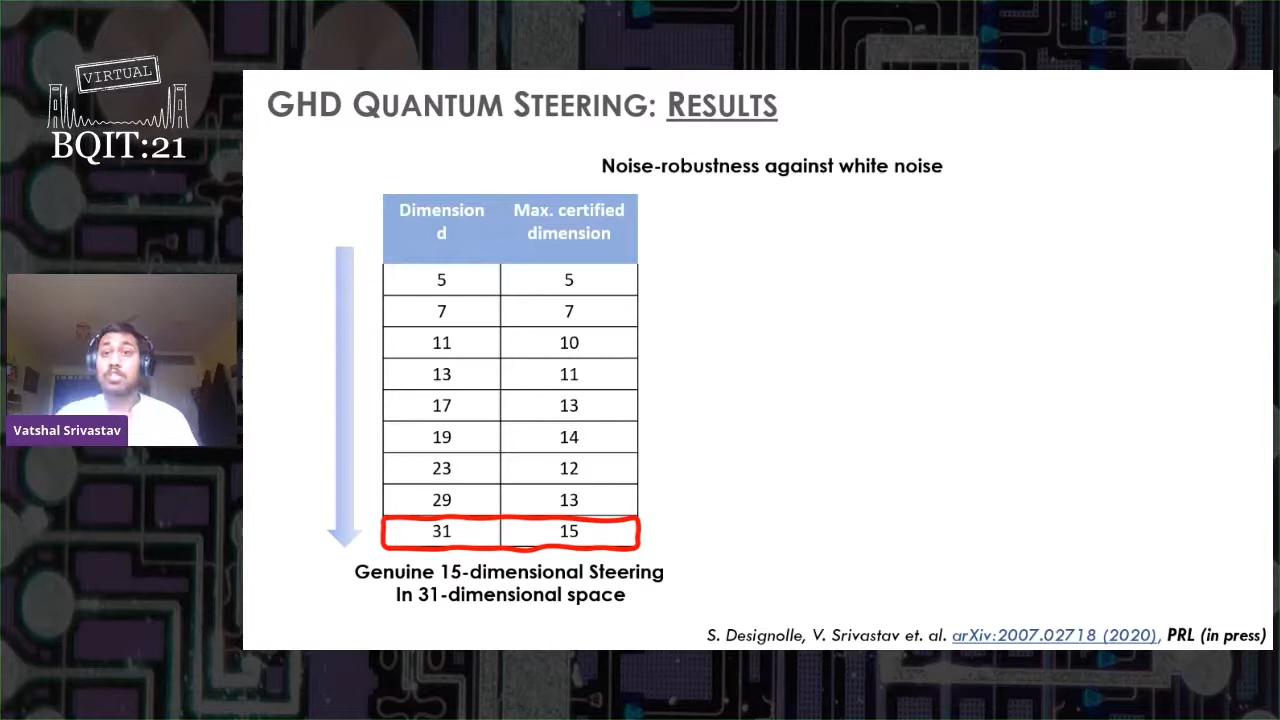 VIRTUAL
BQIT:21
GHD QUANTUM STEERING: RESULTS
Noise-robustness against white noise
Dimension d Max. certified dimension
5 5
7 7
11 10
13 11
17 13
19 14
23 12
29 13
31 15
Genuine 15-dimensional Steering
In 31-dimensional space
Vatshal Srivastav
S. Designolle, V. Srivastav et. al. arXiv:2007.02718 (2020), PRL (in press)